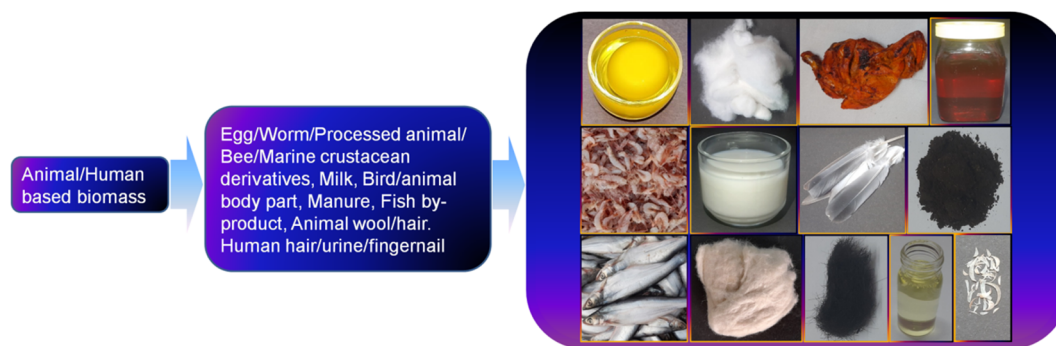 Animal/Human
based biomass
Egg/Worm/Processed animal/
Bee/Marine crustacean
derivatives, Milk, Bird/animal
body part, Manure, Fish by-
product, Animal wool/hair.
Human hair/urine/fingernail